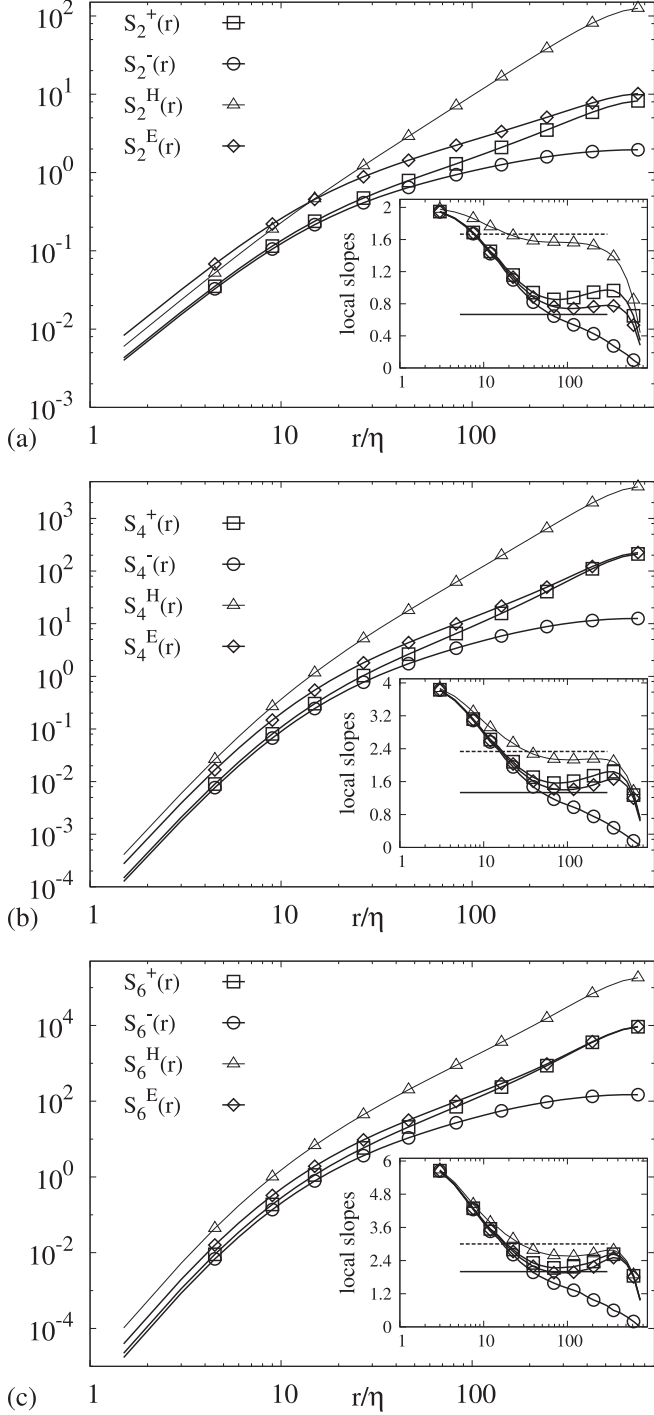 10^2
10^1
10^0
10^-1
10^-2
10^-3
S_2^+(r)
S_2^-(r)
S_2^H(r)
S_2^E(r)
local slopes
2
1.6
1.2
0.8
0.4
0
1 10 100
1 10 100
r/η
(a)
10^3
10^2
10^1
10^0
10^-1
10^-2
10^-3
10^-4
S_4^+(r)
S_4^-(r)
S_4^H(r)
S_4^E(r)
local slopes
4
3.2
2.4
1.6
0.8
0
1 10 100
1 10 100
r/η
(b)
10^4
10^2
10^0
10^-2
10^-4
S_6^+(r)
S_6^-(r)
S_6^H(r)
S_6^E(r)
local slopes
6
4.8
3.6
2.4
1.2
0
1 10 100
1 10 100
r/η
(c)